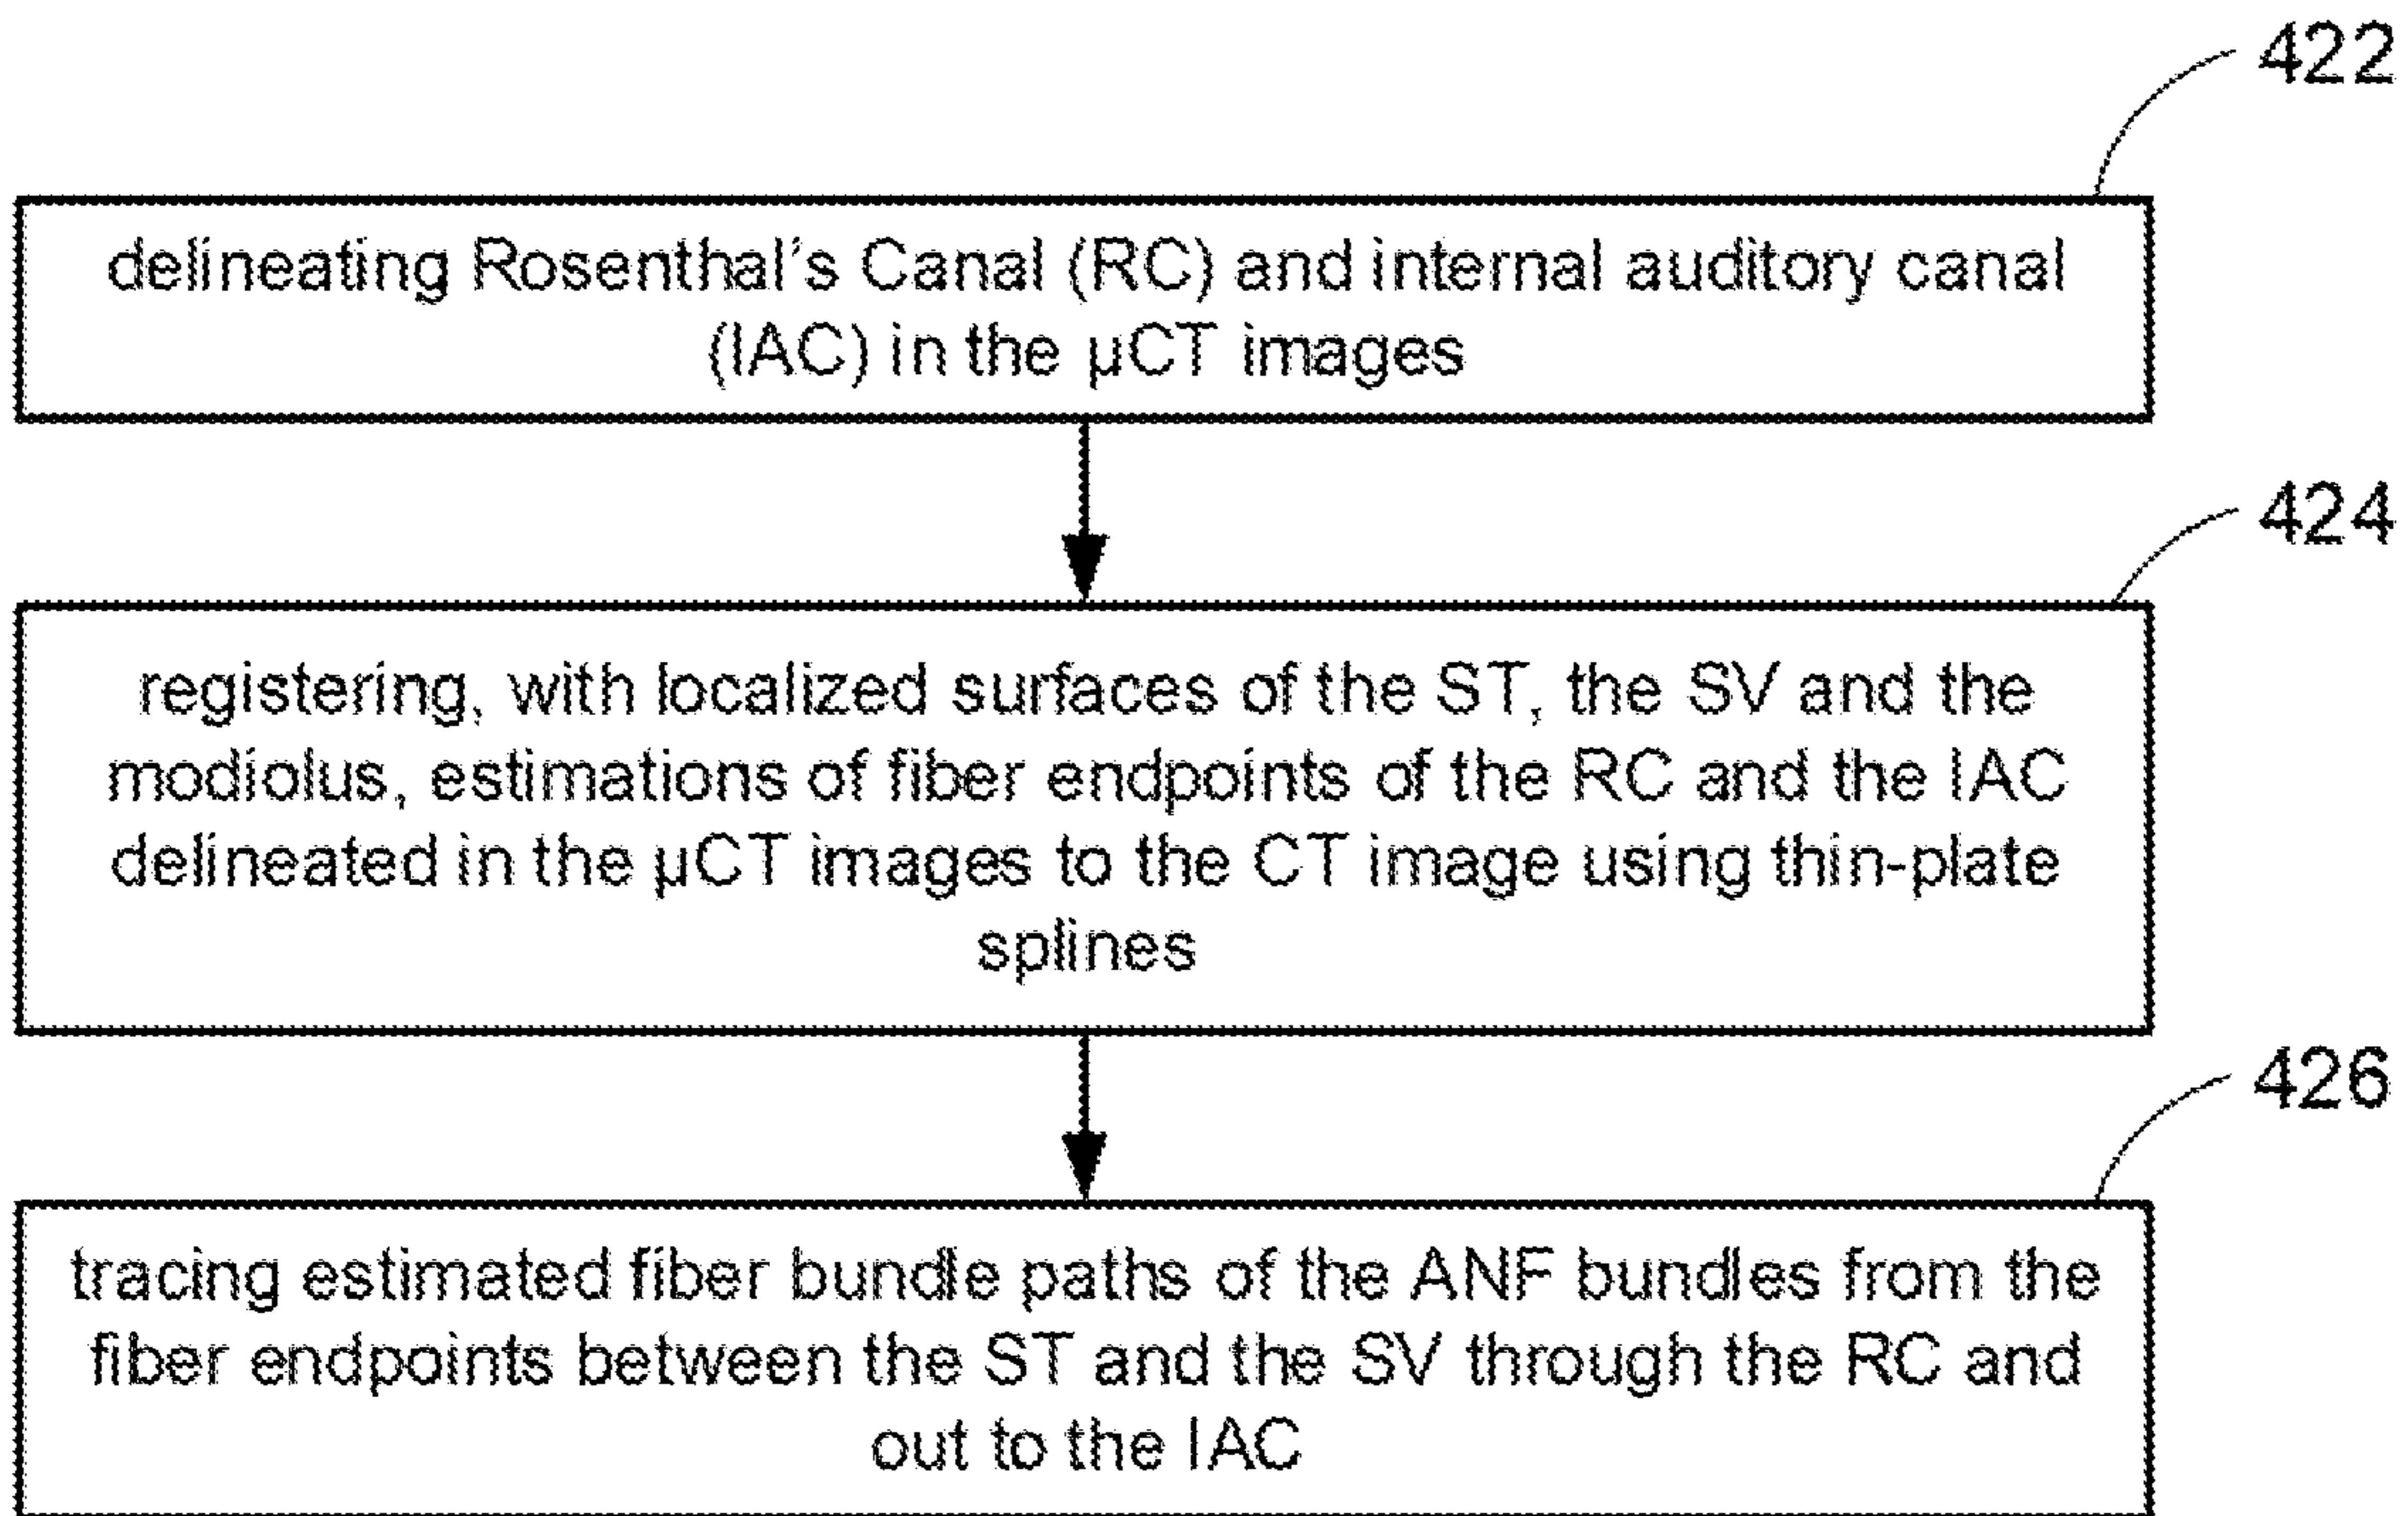 422
delineating Rosenthal's Canal (RC) and internal auditory canal
(IAC) in the µCT images
424
registering, with localized surfaces of the ST, the SV and the
modiolus, estimations of fiber endpoints of the RC and the IAC
delineated in the µCT images to the CT image using thin-plate
splines
426
tracing estimated fiber bundle paths of the ANF bundles from the
fiber endpoints between the ST and the SV through the RC and
out to the IAC